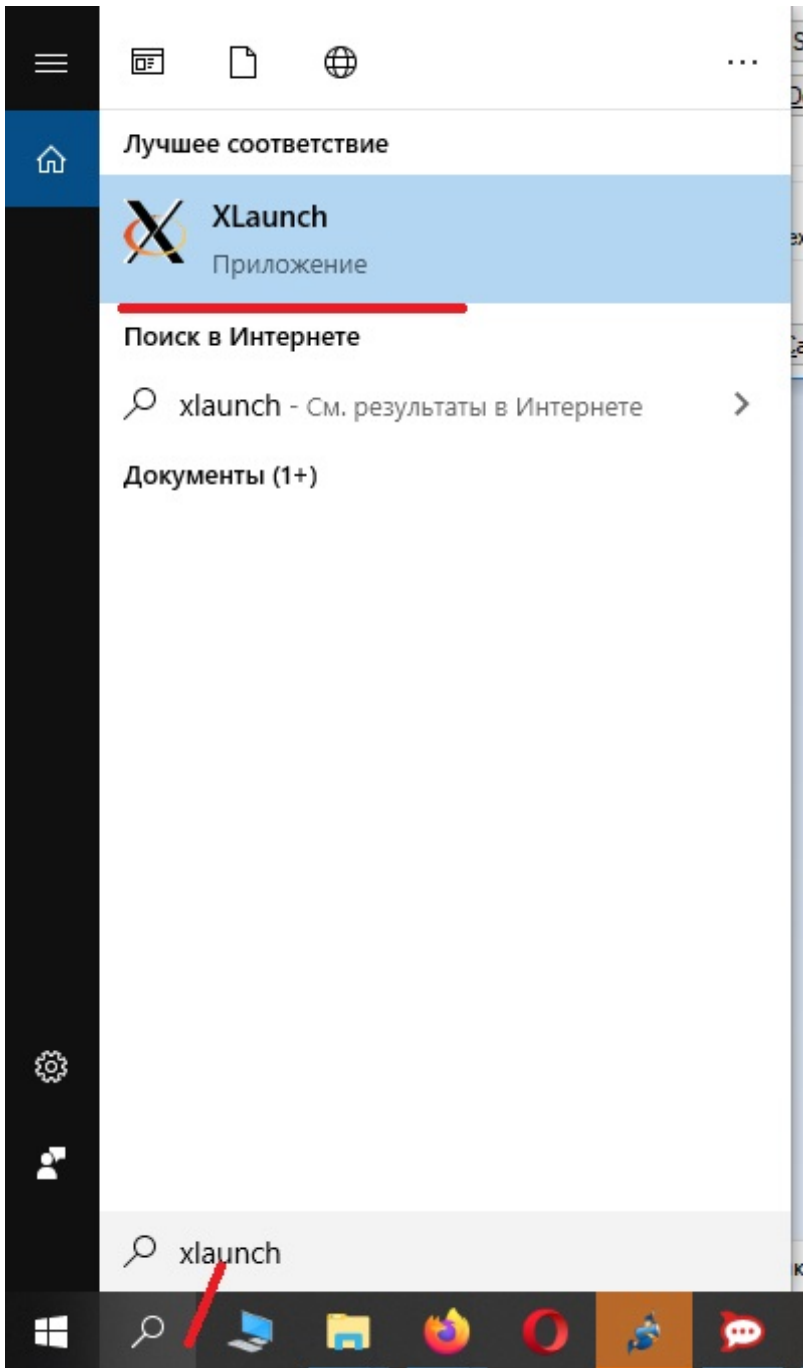 Лучшее соответствие
XLaunch
Приложение
Поиск в Интернете
xlaunch - См. результаты в Интернете
Документы (1+)
xlaunch